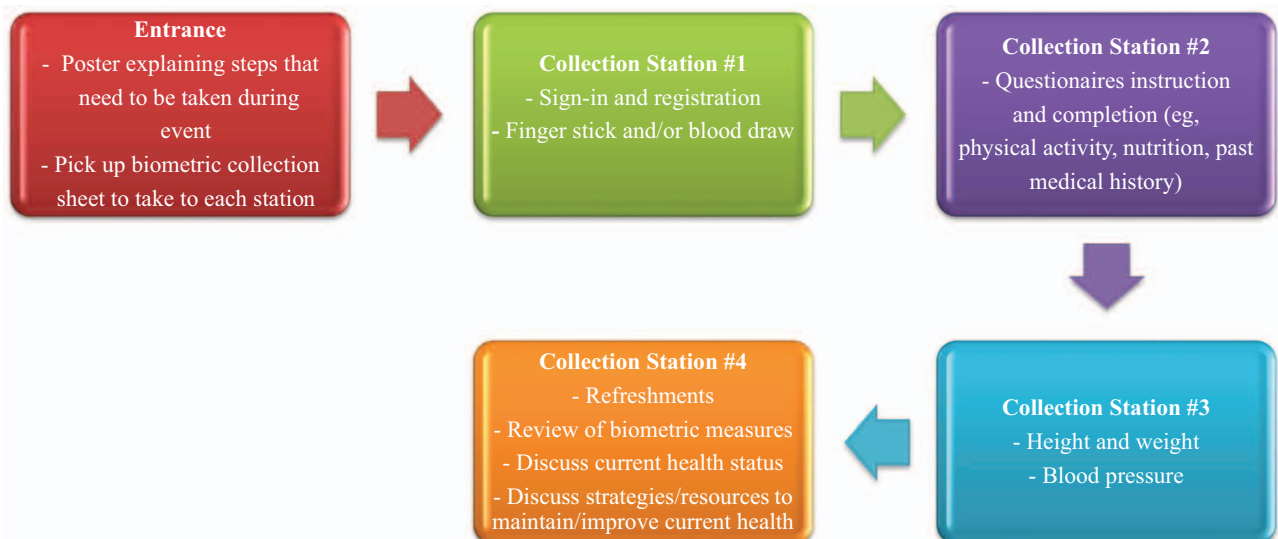 Entrance
- Poster explaining steps that
need to be taken during
event
- Pick up biometric collection
sheet to take to each station
Collection Station #1
- Sign-in and registration
- Finger stick and/or blood draw
Collection Station #2
- Questionaires instruction
and completion (eg,
physical activity, nutrition, past
medical history)
Collection Station #3
- Height and weight
- Blood pressure
Collection Station #4
- Refreshments
- Review of biometric measures
- Discuss current health status
- Discuss strategies/resources to
maintain/improve current health